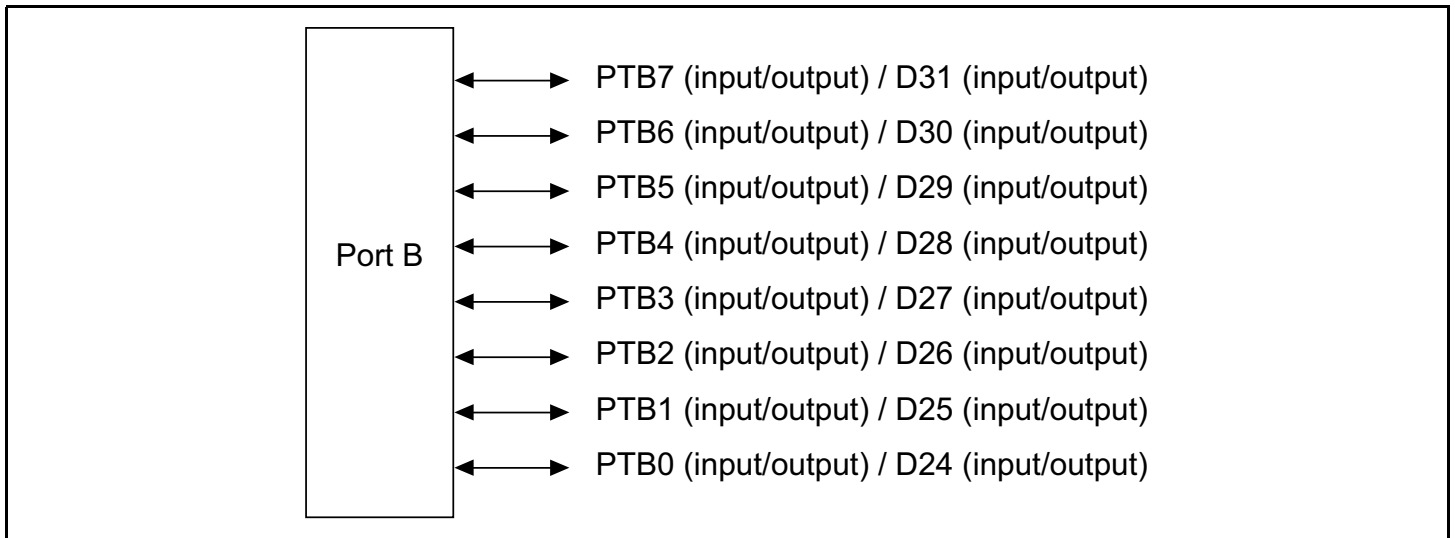 PTB7 (input/output) / D31 (input/output)
PTB6 (input/output) / D30 (input/output)
PTB5 (input/output) / D29 (input/output)
PTB4 (input/output) / D28 (input/output)
Port B
PTB3 (input/output) / D27 (input/output)
PTB2 (input/output) / D26 (input/output)
PTB1 (input/output) / D25 (input/output)
PTB0 (input/output) / D24 (input/output)